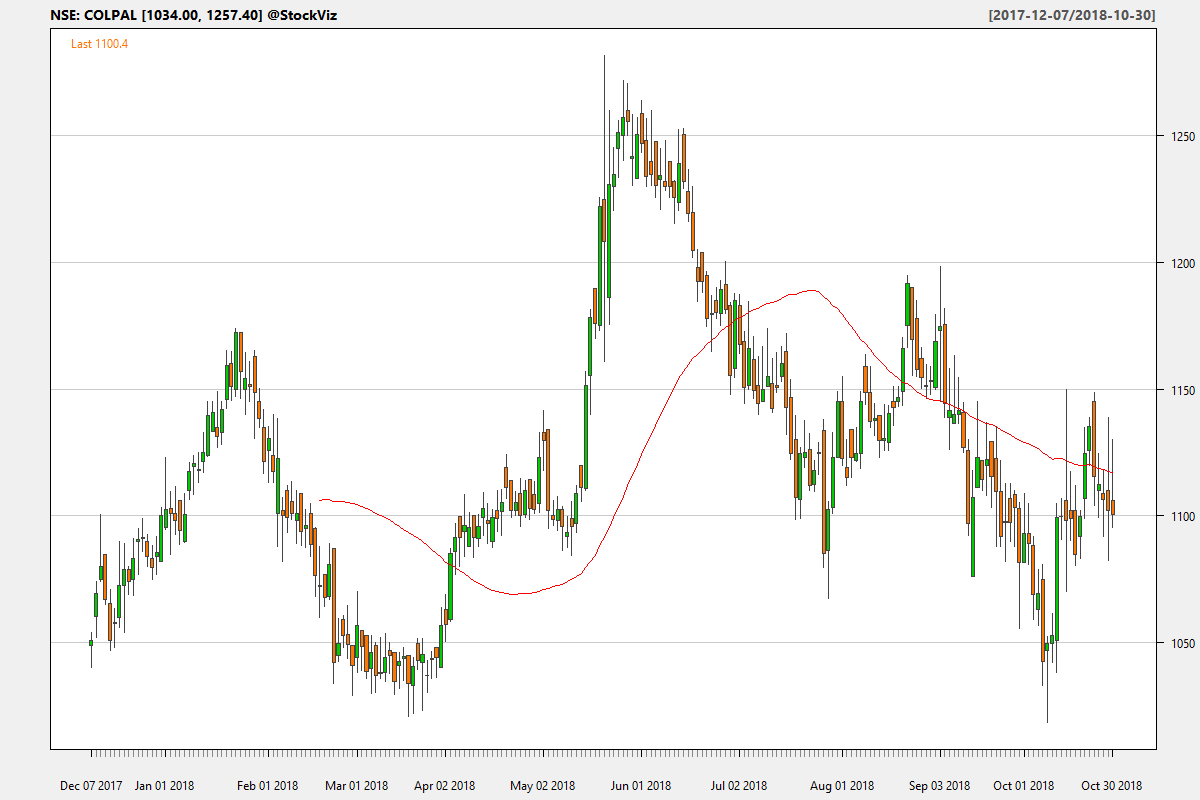 NSE: COLPAL [1034.00, 1257.40] @StockViz [2017-12-07/2018-10-30]
Last 1100.4
1250
1200
1150
1100
1050
Dec 07 2017 Jan 01 2018 Feb 01 2018 Mar 01 2018 Apr 02 2018 May 02 2018 Jun 01 2018 Jul 02 2018 Aug 01 2018 Sep 03 2018 Oct 01 2018 Oct 30 2018